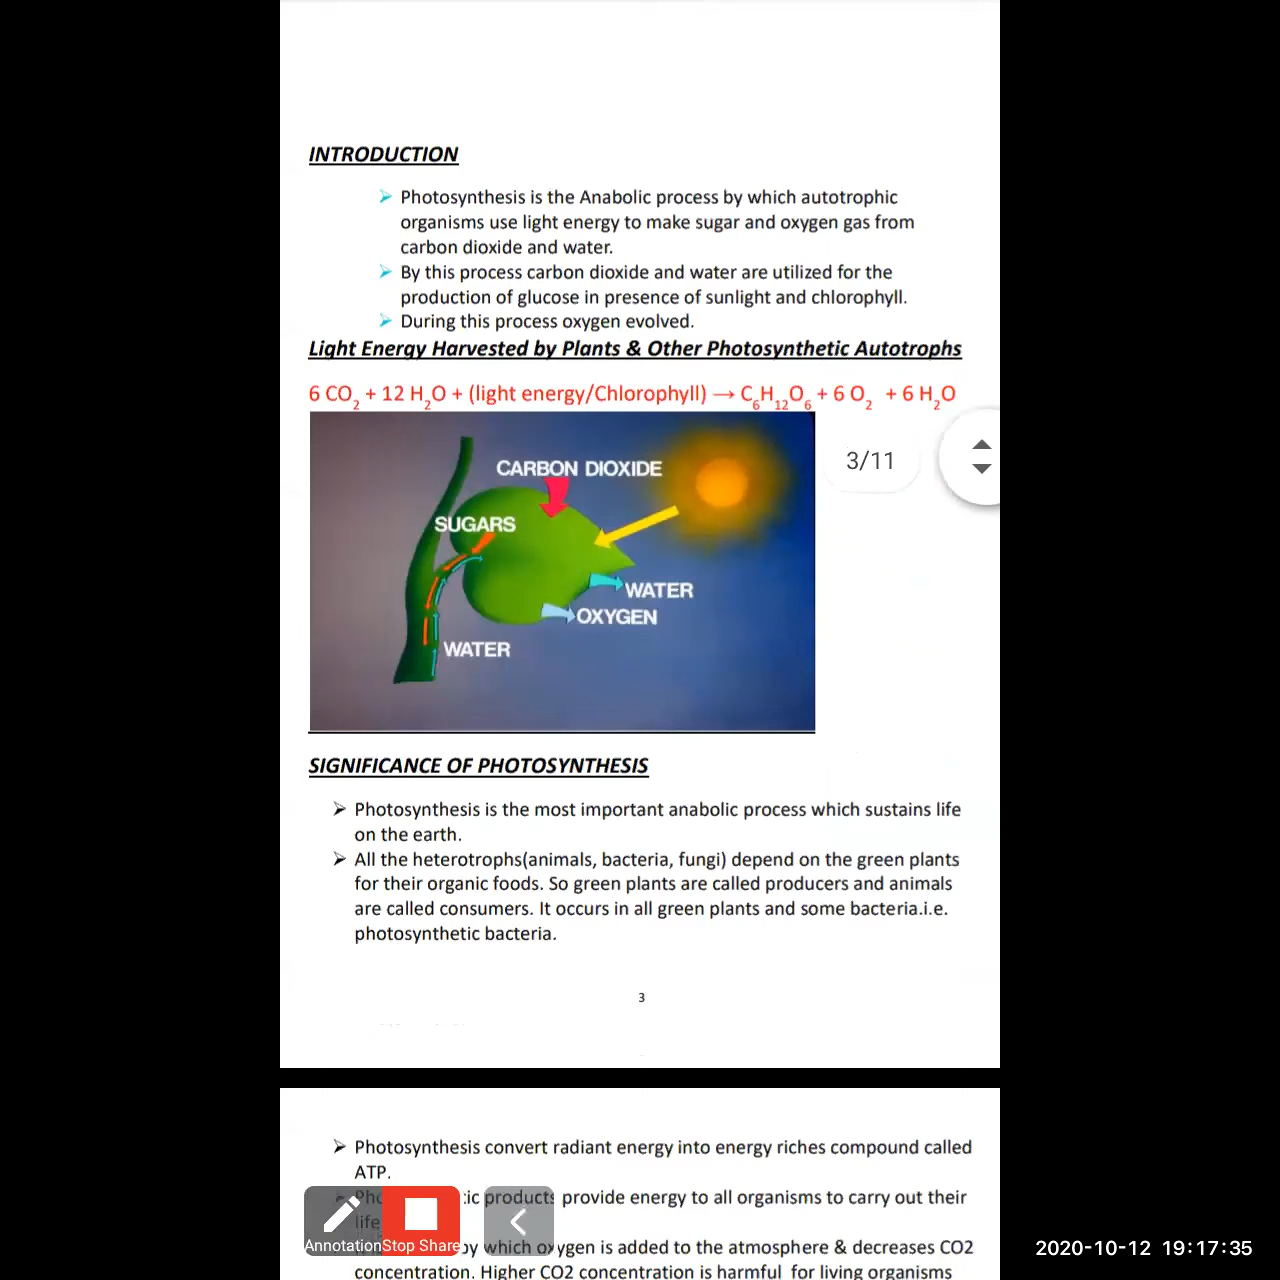 INTRODUCTION
Photosynthesis is the Anabolic process by which autotrophic
organisms use light energy to make sugar and oxygen gas from
carbon dioxide and water.
By this process carbon dioxide and water are utilized for the
production of glucose in presence of sunlight and chlorophyll.
During this process oxygen evolved.
Light Energy Harvested by Plants & Other Photosynthetic Autotrophs
6 CO2 + 12 H2O + (light energy/Chlorophyll) → C6H12O6 + 6 O2 + 6 H2O
3/11
CARBON DIOXIDE
SUGARS
WATER
OXYGEN
WATER
SIGNIFICANCE OF PHOTOSYNTHESIS
Photosynthesis is the most important anabolic process which sustains life
on the earth.
All the heterotrophs(animals, bacteria, fungi) depend on the green plants
for their organic foods. So green plants are called producers and animals
are called consumers. It occurs in all green plants and some bacteria.i.e.
photosynthetic bacteria.
3
Photosynthesis convert radiant energy into energy riches compound called
ATP.
products provide energy to all organisms to carry out their
life
Annotation Stop Share
by which oxygen is added to the atmosphere & decreases CO2
2020-10-12 19:17:35
concentration. Higher CO2 concentration is harmful for living organisms